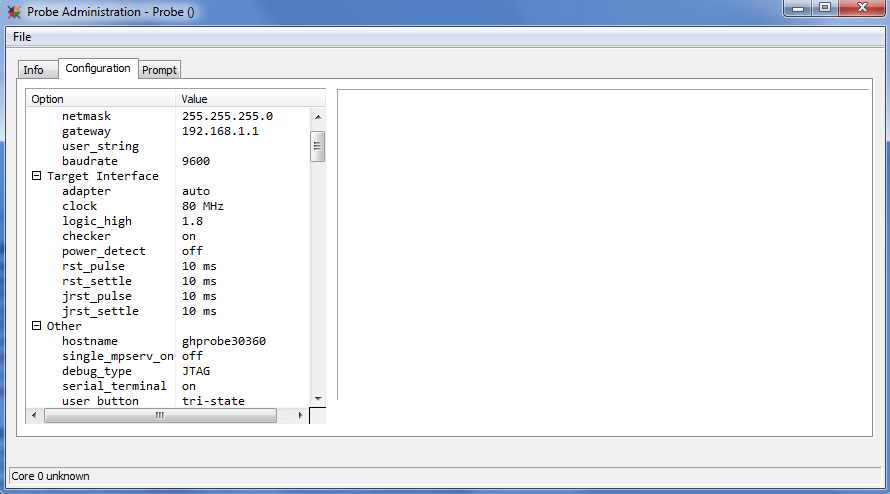 Probe Administration - Probe ()
File
Info Configuration Prompt
Option Value
netmask 255.255.255.0
gateway 192.168.1.1
user_string
baudrate 9600
Target Interface
adapter auto
clock 80 MHz
logic_high 1.8
checker on
power_detect off
rst_pulse 10 ms
rst_settle 10 ms
jrst_pulse 10 ms
jrst_settle 10 ms
Other
hostname ghprobe30360
single_mpserv_on off
debug_type JTAG
serial_terminal on
user_button tri-state
Core 0 unknown